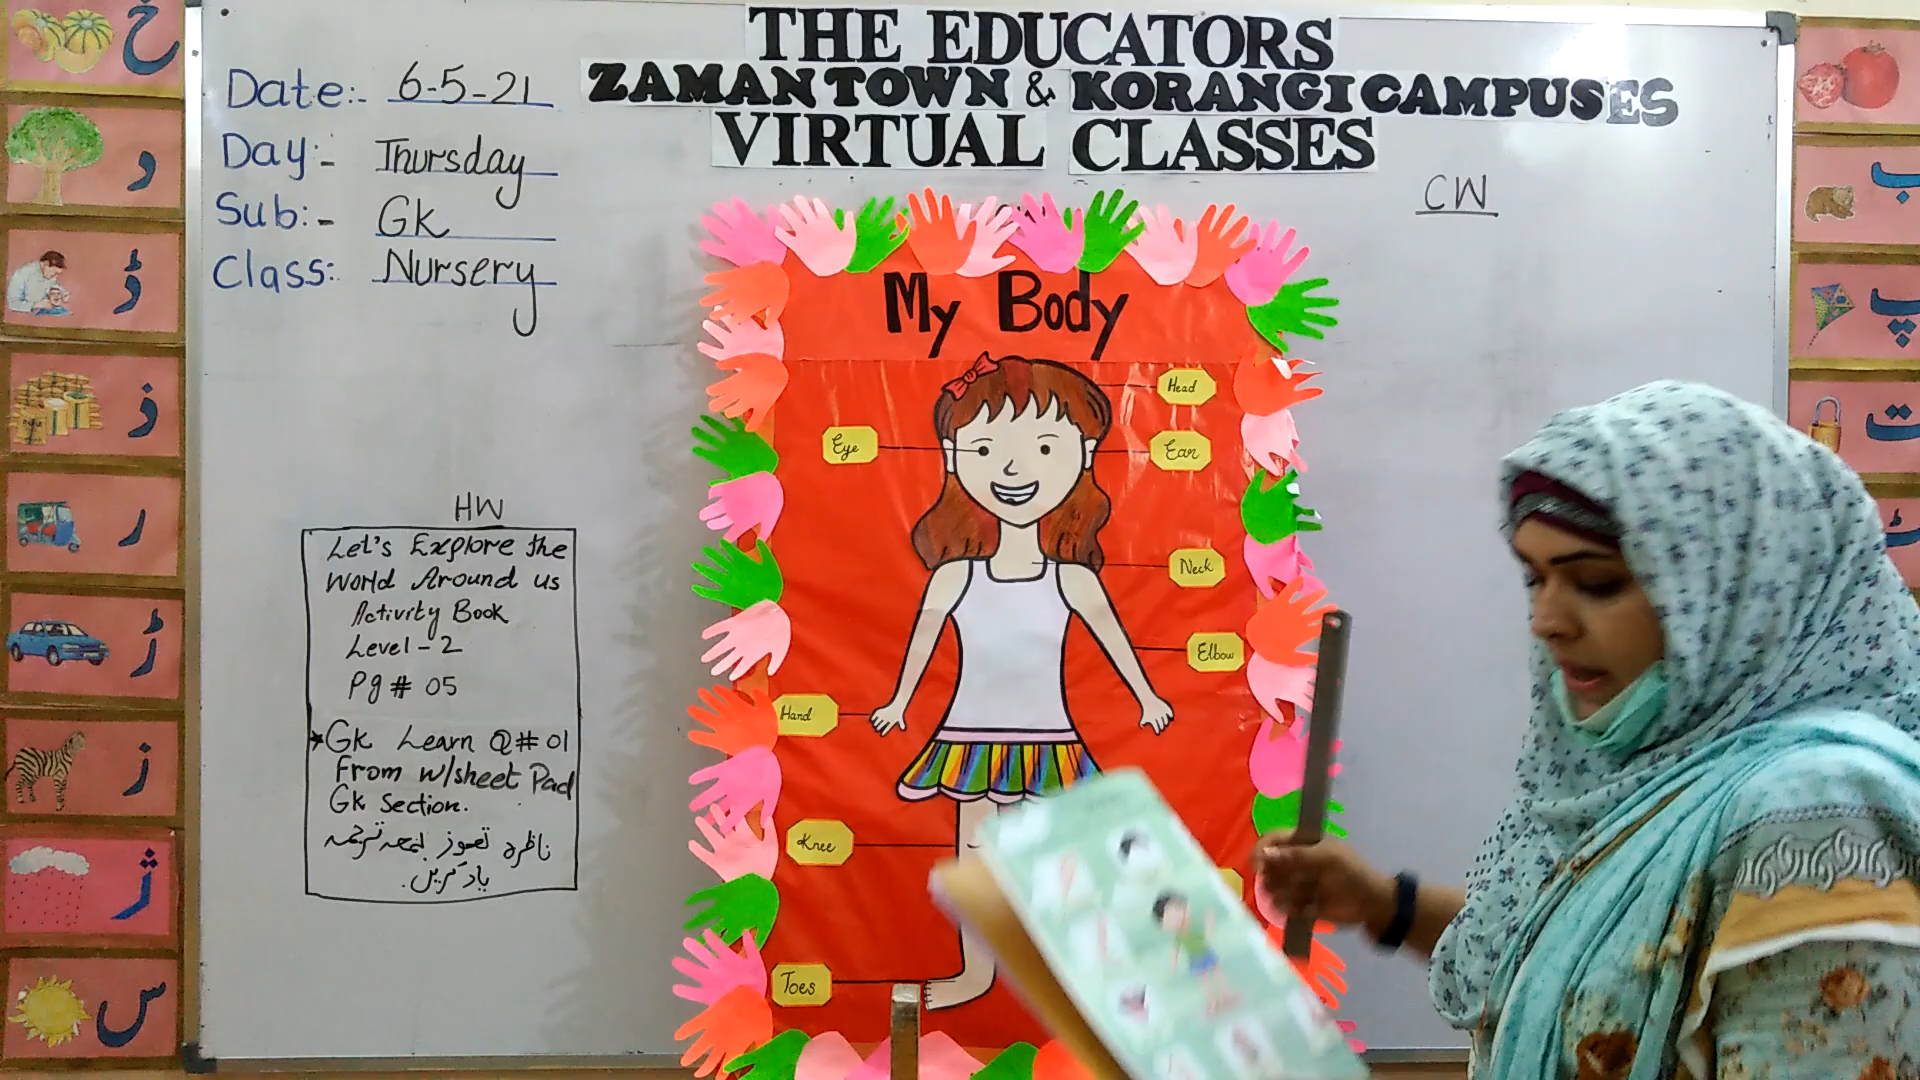 THE EDUCATORS
ZAMAN TOWN & KORANGI CAMPUSES
VIRTUAL CLASSES
Date:- 6-5-21
Day:- Thursday
Sub:- Gk
Class:- Nursery
CW
HW
Let's Explore the
World Around us
Activity Book
Level-2
Pg# 05
*Gk Learn Q#01
From w/sheet Pad
Gk Section.
ناظرہ تعوز بمعہ ترجمہ
یاد کریں.
My Body
Head
Eye
Ear
Neck
Elbow
Hand
Knee
Toes
خ
د
ڈ
ذ
ر
ڑ
ز
ژ
س
ب
پ
ت
ٹ